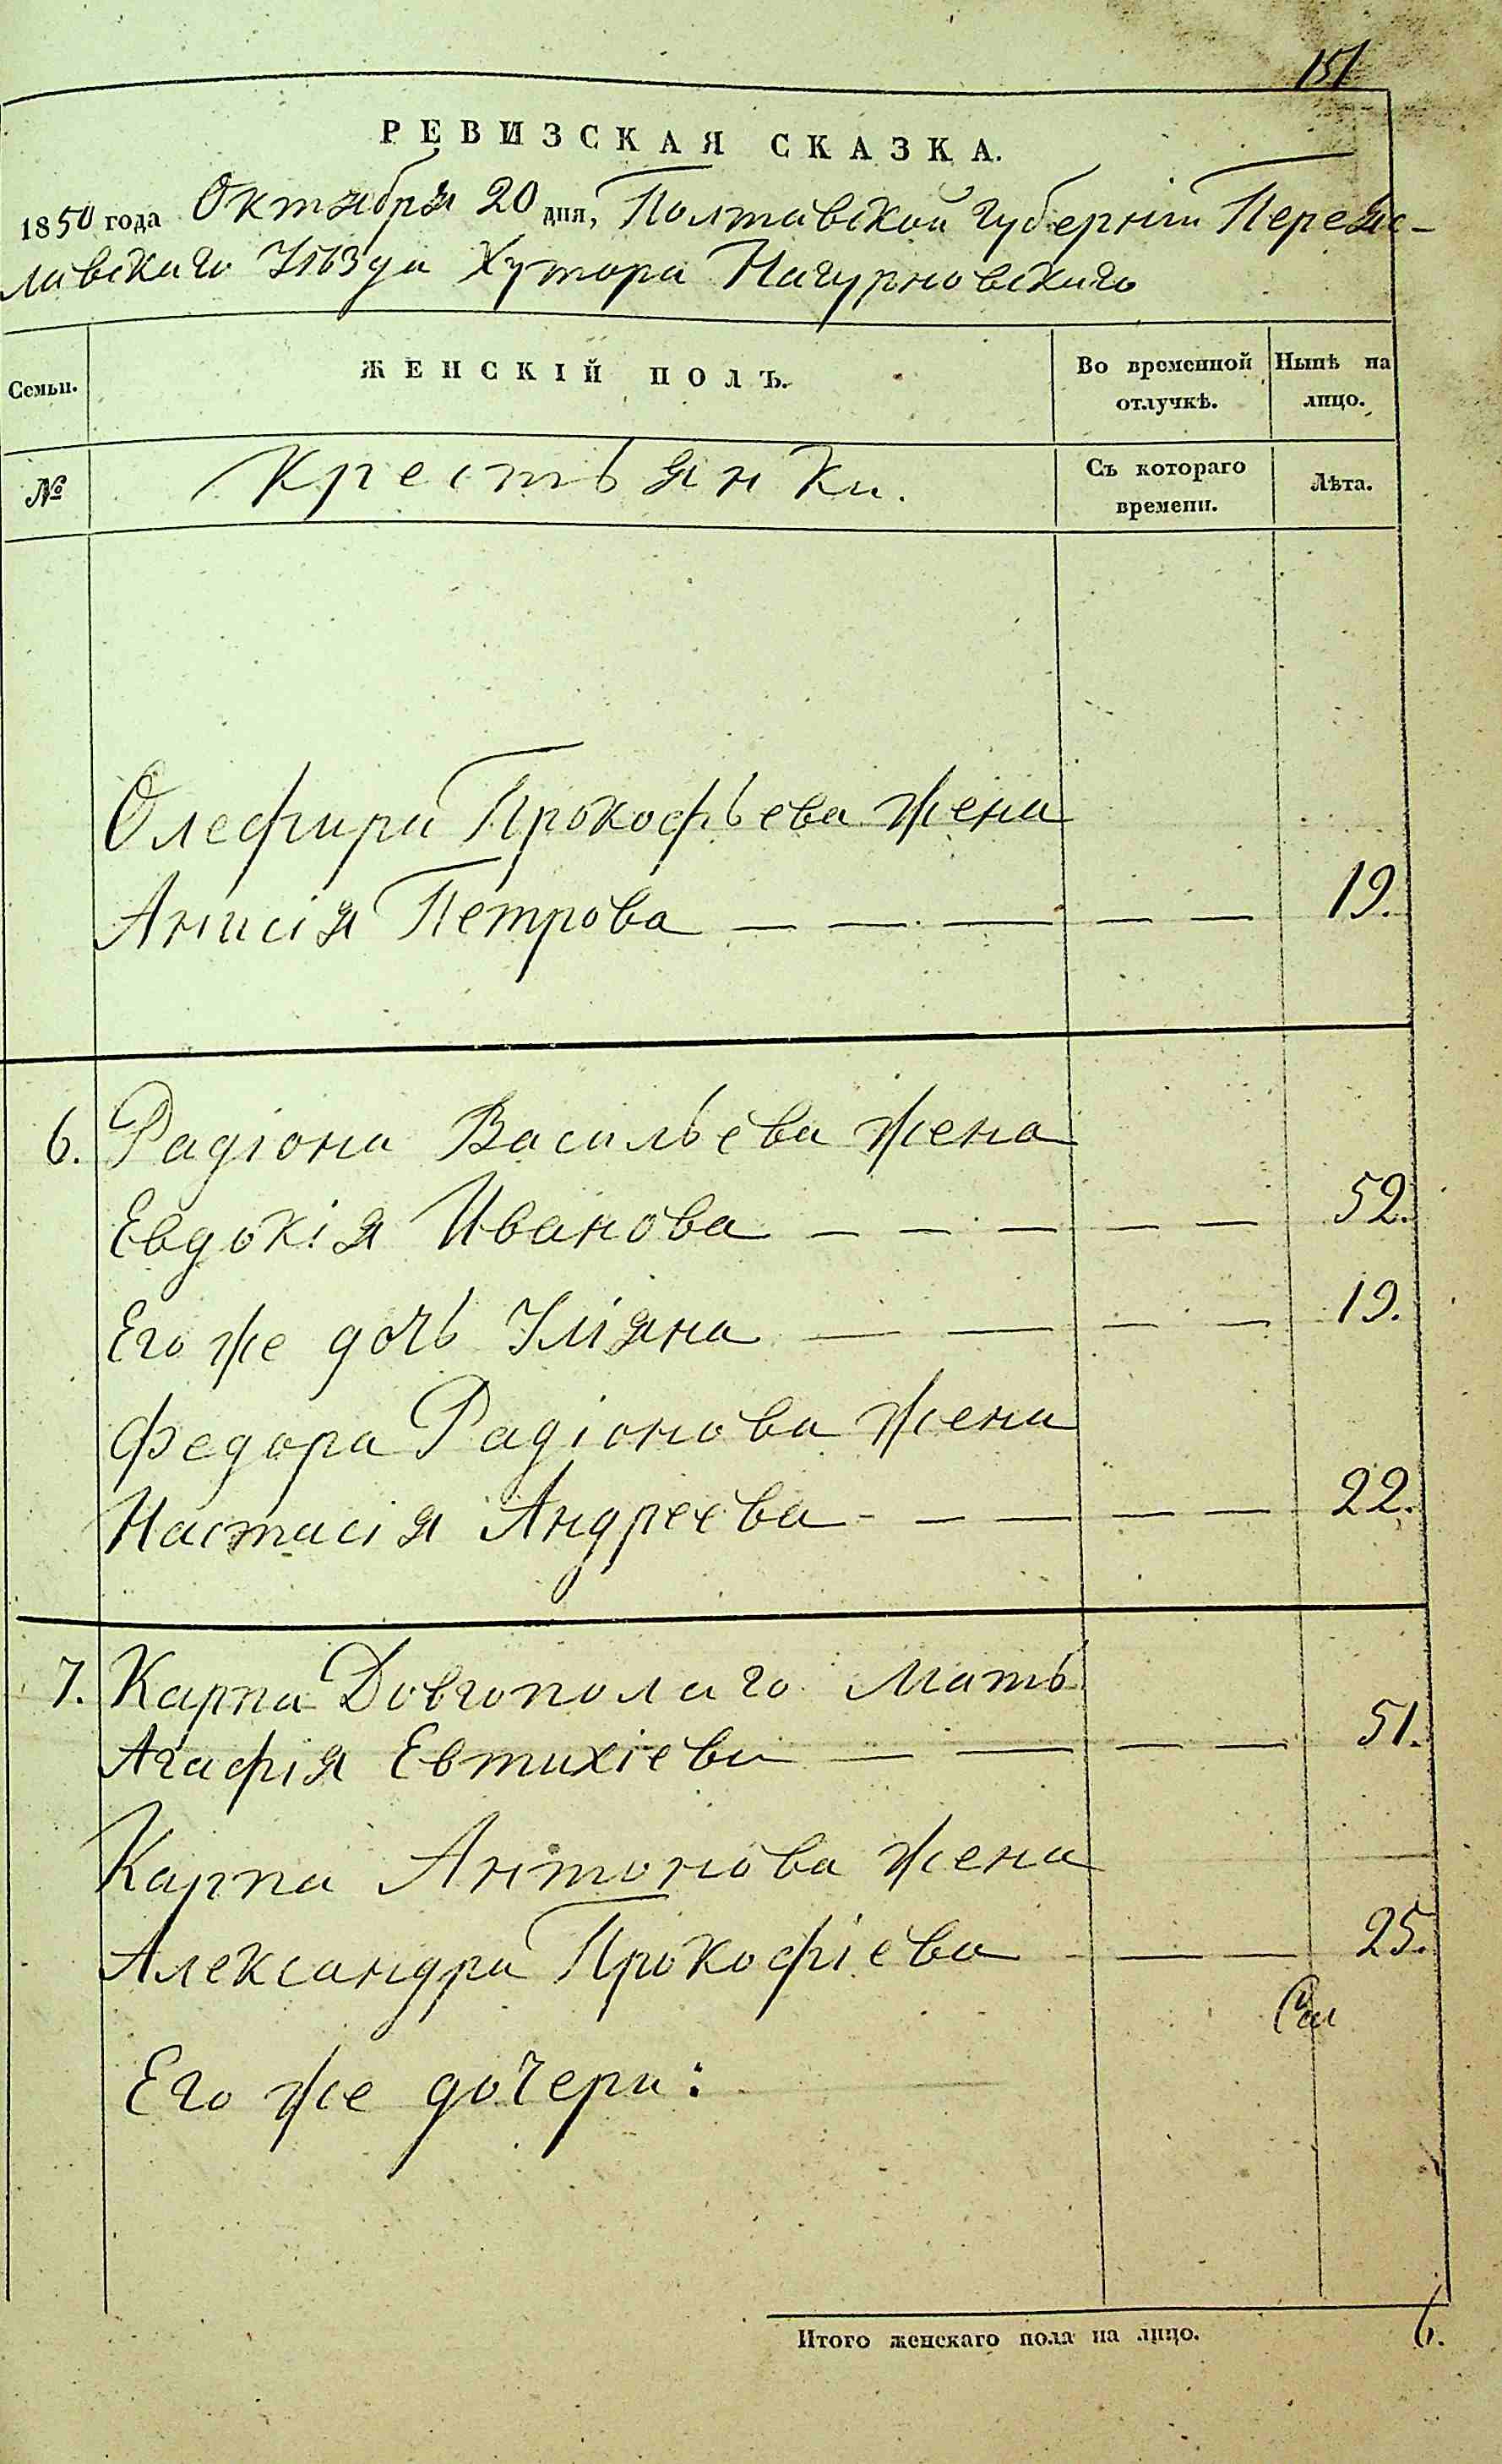 151
РЕВИЗСКАЯ СКАЗКА.
1850 года Октября 20 дня, Полтавской губерніи Переяс-
лавскаго Уѣзда Хутора Нагурновскаго
Семьи. ЖЕНСКІЙ ПОЛЪ. Во временной отлучкѣ. Нынѣ на лицо.
№ Крестьянки. Съ котораго времени. Лѣта.
Олефира Прокофьева жена
Анисія Петрова — — — — — 19.
6. Радіона Васильева жена
Евдокія Иванова — — — — — 52.
Его же дочь Уліяна — — — — 19.
Федора Радіонова жена
Настасія Андреева - — — — — 22.
7. Карпа Довгополаго Мать
Агафія Евтихіева — — — — 51.
Карпа Антонова жена
Александра Прокофіева — — 25.
Его же дочери:
Итого женскаго пола на лицо. 6.